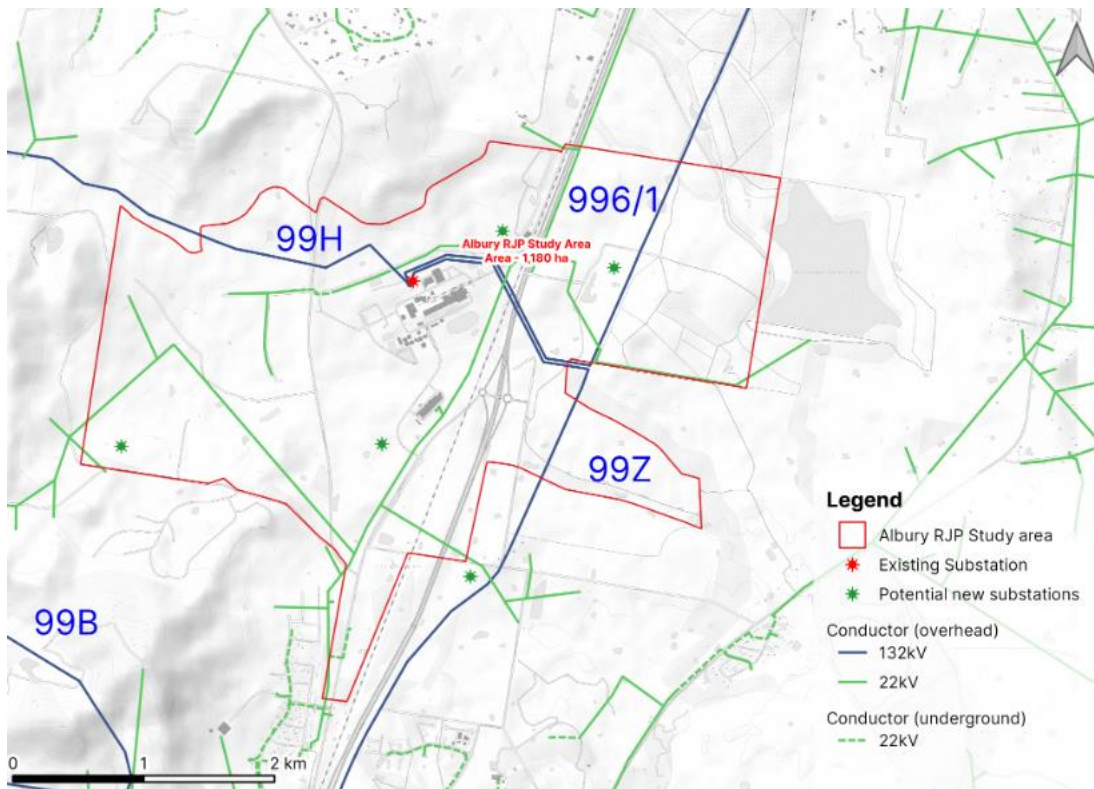 996/1
99H
Albury RJP Study Area
Area - 1,180 ha
99Z
99B
Legend
Albury RJP Study area
Existing Substation
Potential new substations
Conductor (overhead)
132kV
22kV
Conductor (underground)
22kV
0 1 2 km